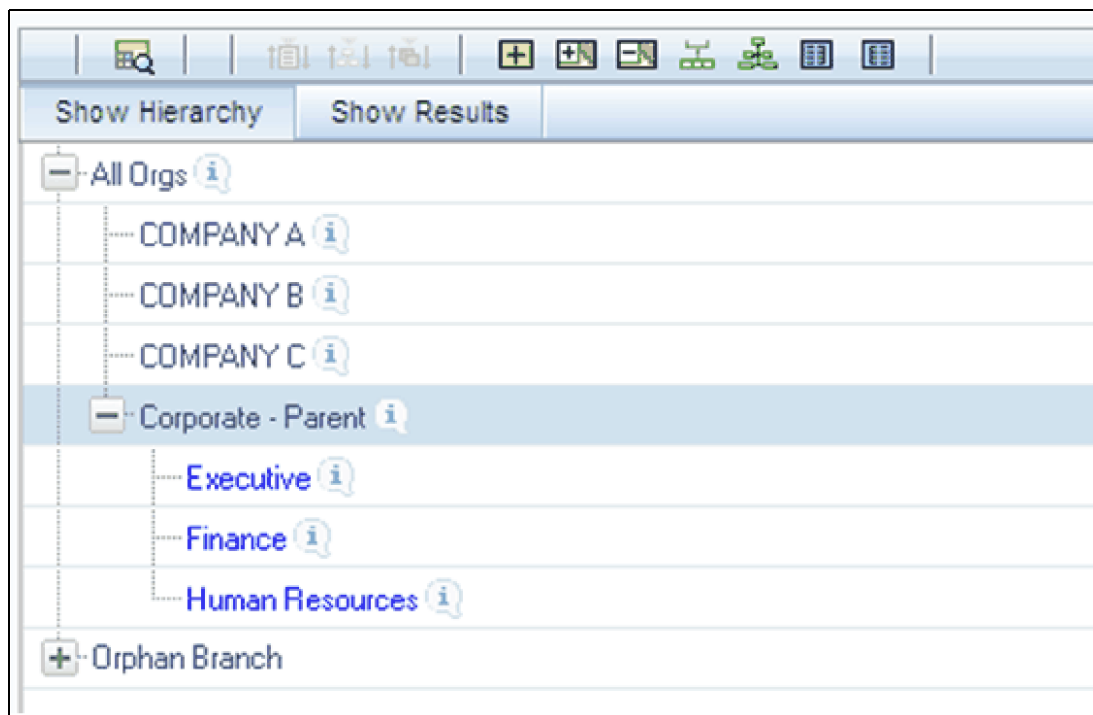 Show Hierarchy Show Results
All Orgs
COMPANY A
COMPANY B
COMPANY C
Corporate - Parent
Executive
Finance
Human Resources
Orphan Branch